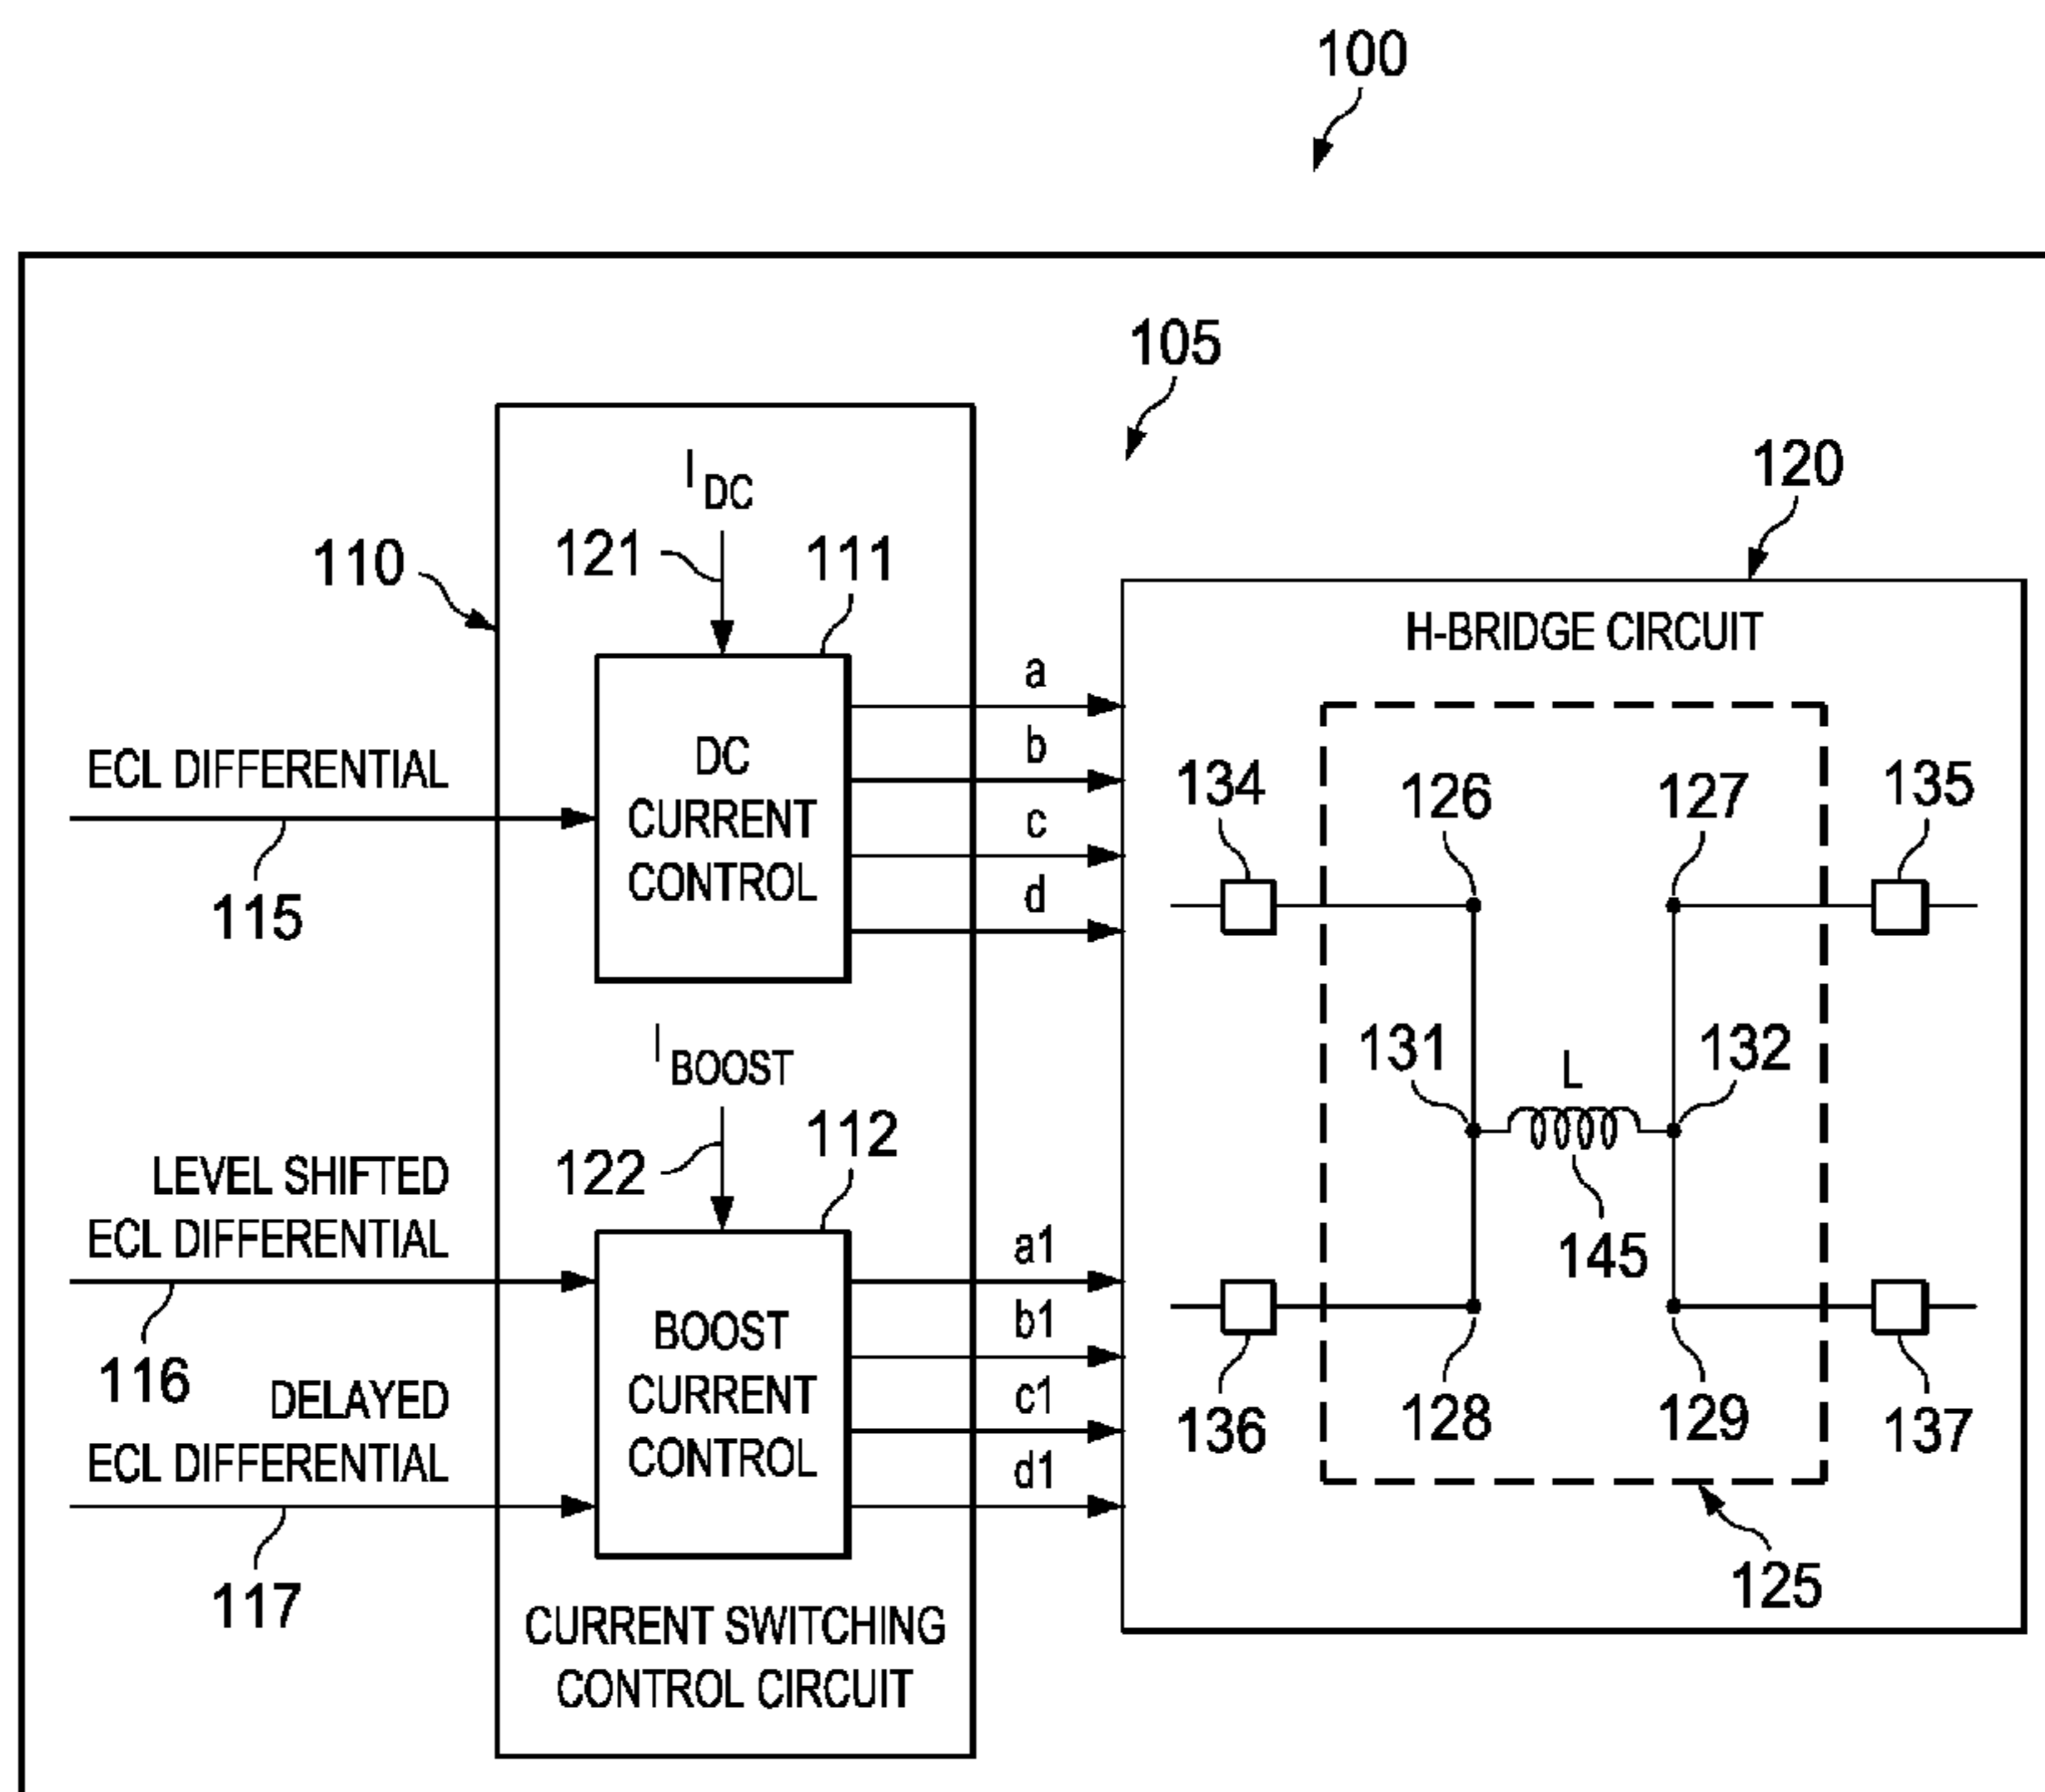 100
105
120
110
I DC
121
111
H-BRIDGE CIRCUIT
a
b
c
d
ECL DIFFERENTIAL
115
DC
CURRENT
CONTROL
134
126
127
135
I BOOST
122
112
131
L
132
145
LEVEL SHIFTED
ECL DIFFERENTIAL
116
DELAYED
ECL DIFFERENTIAL
117
BOOST
CURRENT
CONTROL
a1
b1
c1
d1
136
128
129
137
125
CURRENT SWITCHING
CONTROL CIRCUIT